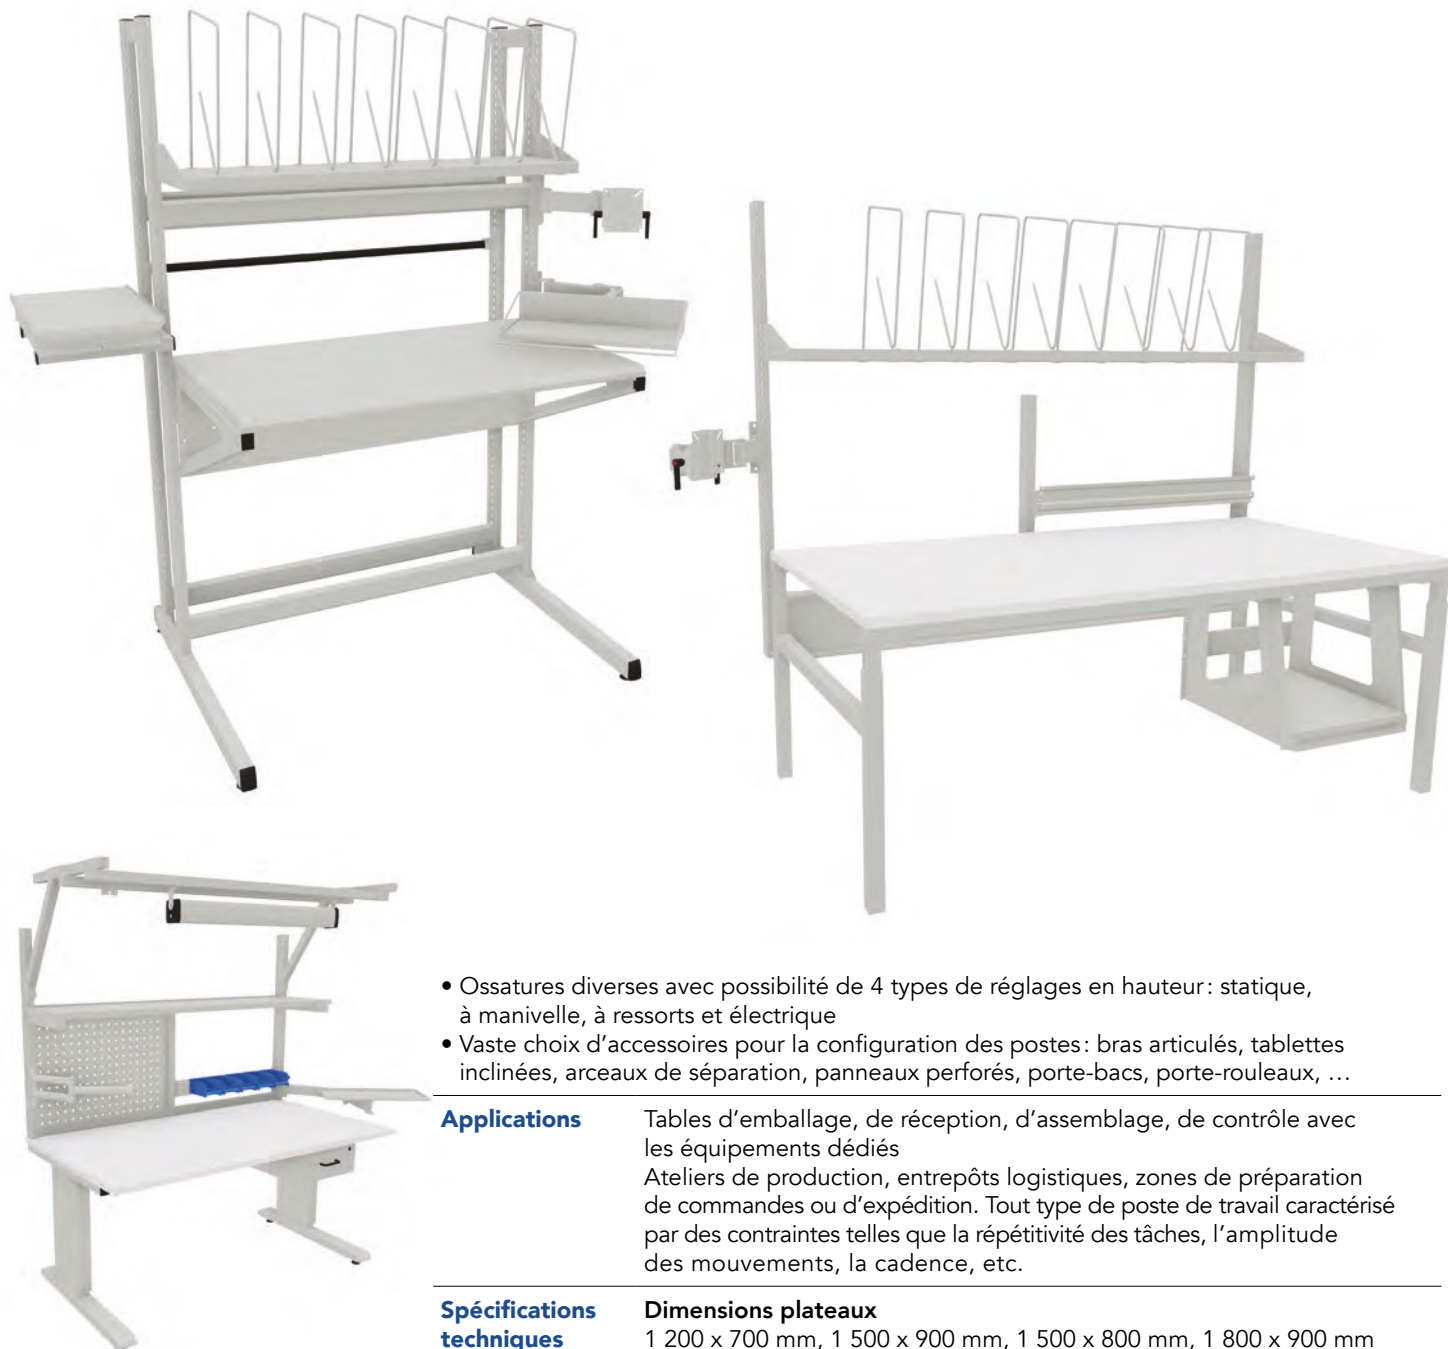 • Ossatures diverses avec possibilité de 4 types de réglages en hauteur : statique,
à manivelle, à ressorts et électrique
• Vaste choix d’accessoires pour la configuration des postes : bras articulés, tablettes
inclinées, arceaux de séparation, panneaux perforés, porte-bacs, porte-rouleaux, …
Applications
Tables d’emballage, de réception, d’assemblage, de contrôle avec
les équipements dédiés
Ateliers de production, entrepôts logistiques, zones de préparation
de commandes ou d’expédition. Tout type de poste de travail caractérisé
par des contraintes telles que la répétitivité des tâches, l’amplitude
des mouvements, la cadence, etc.
Spécifications
techniques
Dimensions plateaux
1 200 x 700 mm, 1 500 x 900 mm, 1 500 x 800 mm, 1 800 x 900 mm